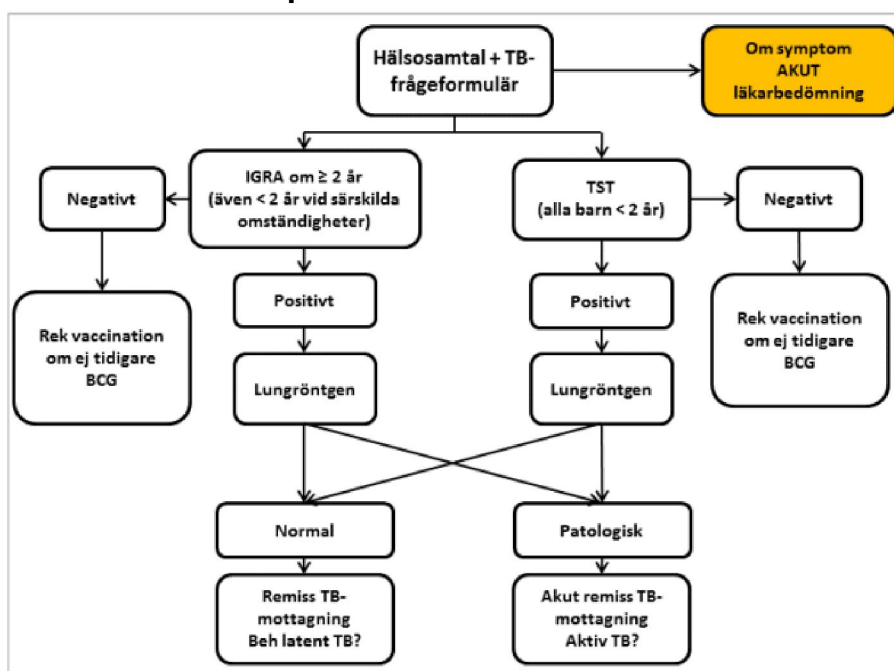 Hälsosamtal + TB-
frågeformulär
Om symptom
AKUT
läkarbedömning
IGRA om ≥ 2 år
(även < 2 år vid särskilda
omständigheter)
TST
(alla barn < 2 år)
Negativt
Negativt
Positivt
Positivt
Rek vaccination
om ej tidigare
BCG
Rek vaccination
om ej tidigare
BCG
Lungröntgen
Lungröntgen
Normal
Patologisk
Remiss TB-
mottagning
Beh latent TB?
Akut remiss TB-
mottagning
Aktiv TB?